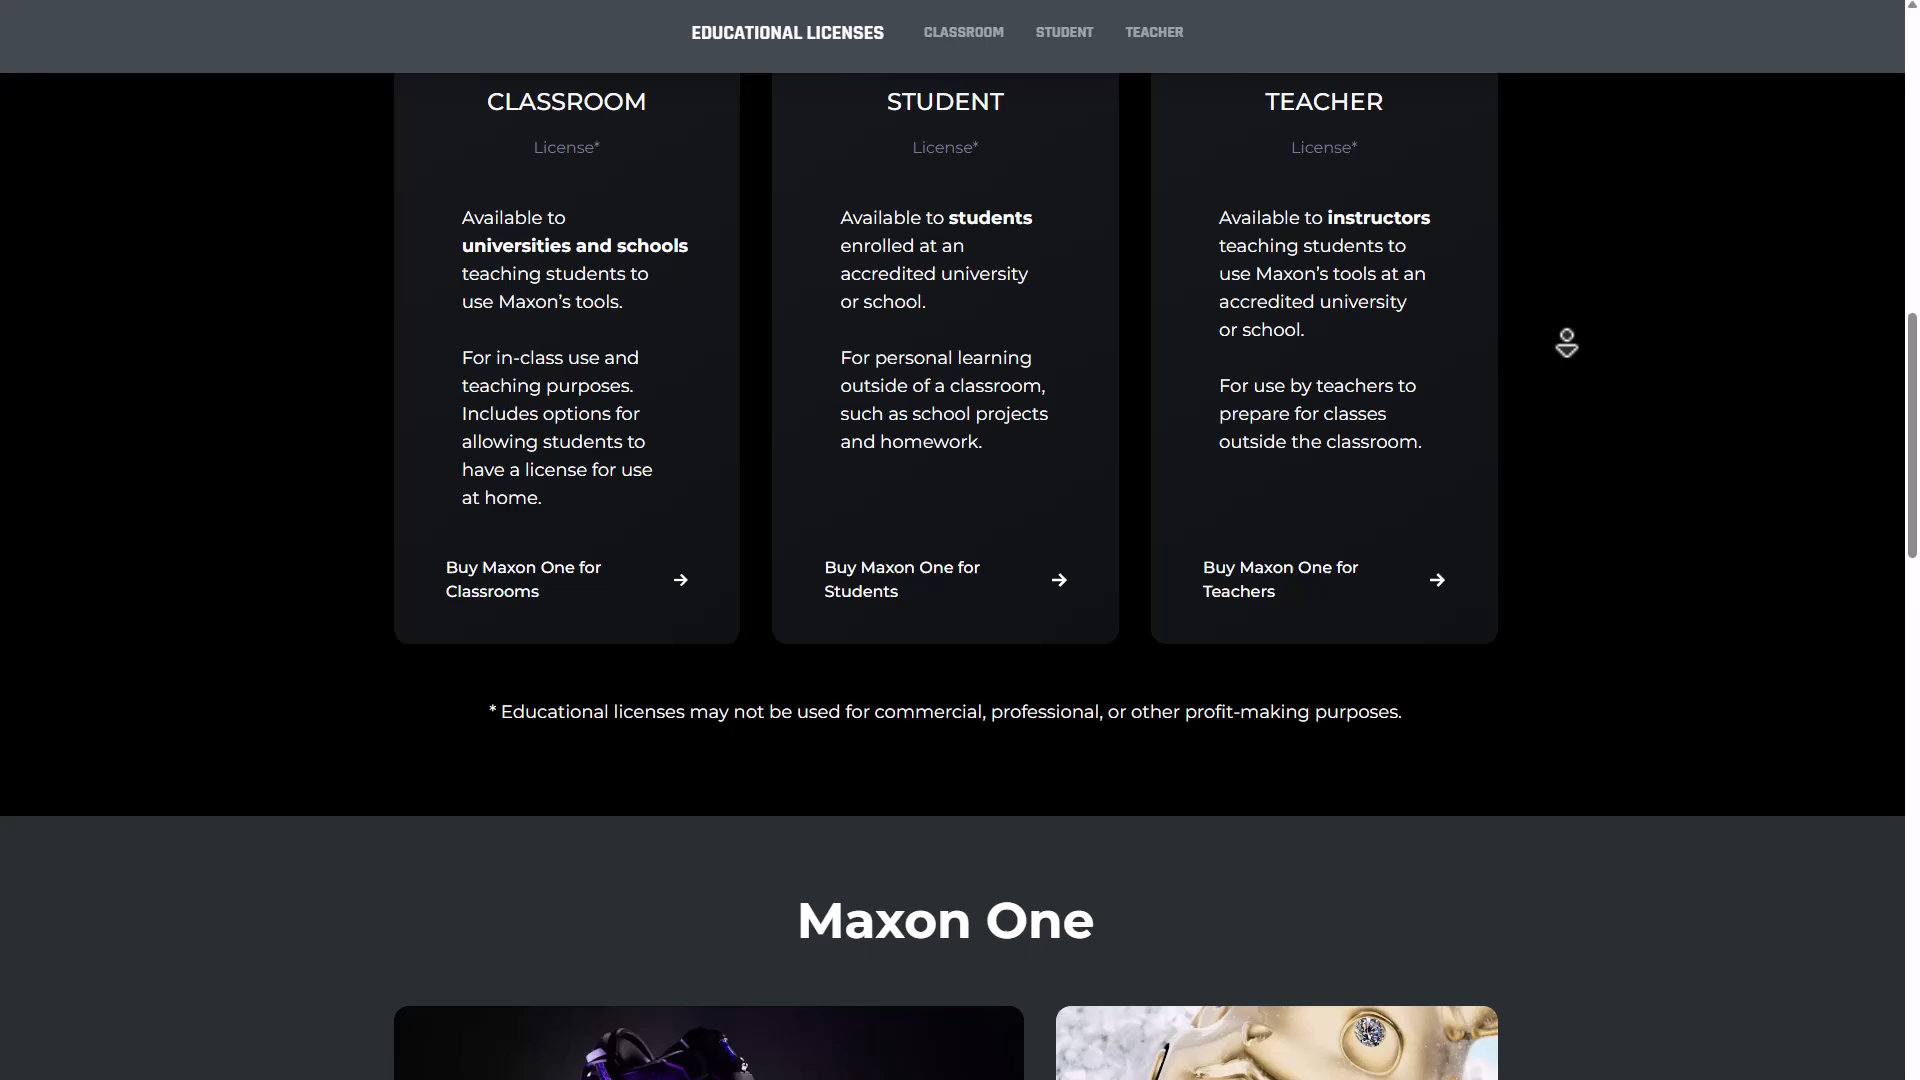 EDUCATIONAL LICENSES CLASSROOM STUDENT TEACHER
CLASSROOM
License*
Available to
universities and schools
teaching students to
use Maxon’s tools.
For in-class use and
teaching purposes.
Includes options for
allowing students to
have a license for use
at home.
Buy Maxon One for
Classrooms
STUDENT
License*
Available to students
enrolled at an
accredited university
or school.
For personal learning
outside of a classroom,
such as school projects
and homework.
Buy Maxon One for
Students
TEACHER
License*
Available to instructors
teaching students to
use Maxon’s tools at an
accredited university
or school.
For use by teachers to
prepare for classes
outside the classroom.
Buy Maxon One for
Teachers
* Educational licenses may not be used for commercial, professional, or other profit-making purposes.
Maxon One